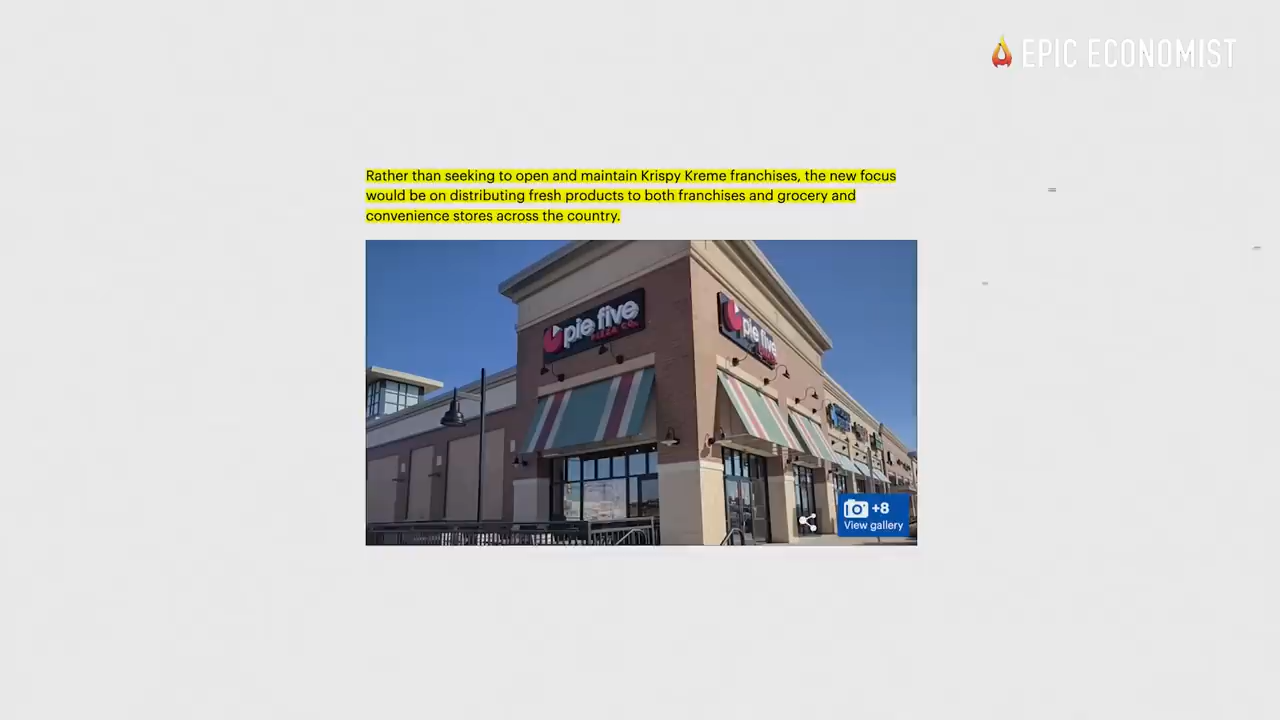 EPIC ECONOMIST
Rather than seeking to open and maintain Krispy Kreme franchises, the new focus
would be on distributing fresh products to both franchises and grocery and
convenience stores across the country.
pie five
PIZZA CO.
pie five
+8
View gallery